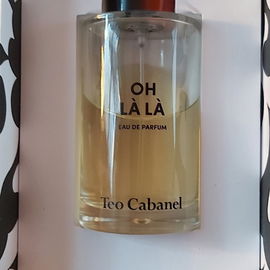 OH
LÀ LÀ
EAU DE PARFUM
Teo Cabanel